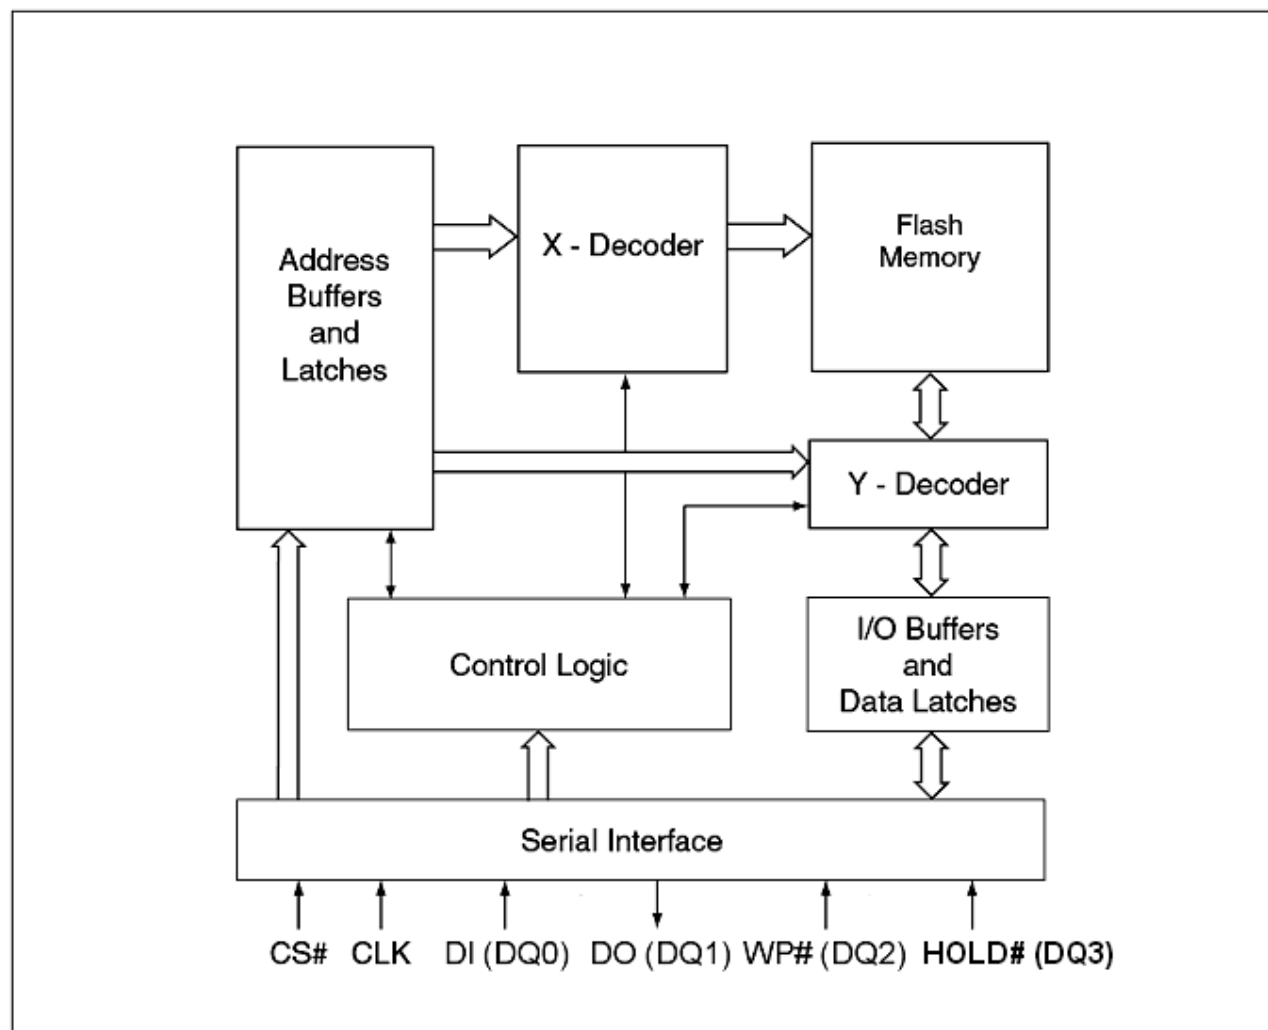 Address
Buffers
and
Latches
X - Decoder
Flash
Memory
Y - Decoder
Control Logic
I/O Buffers
and
Data Latches
Serial Interface
CS# CLK DI (DQ0) DO (DQ1) WP# (DQ2) HOLD# (DQ3)